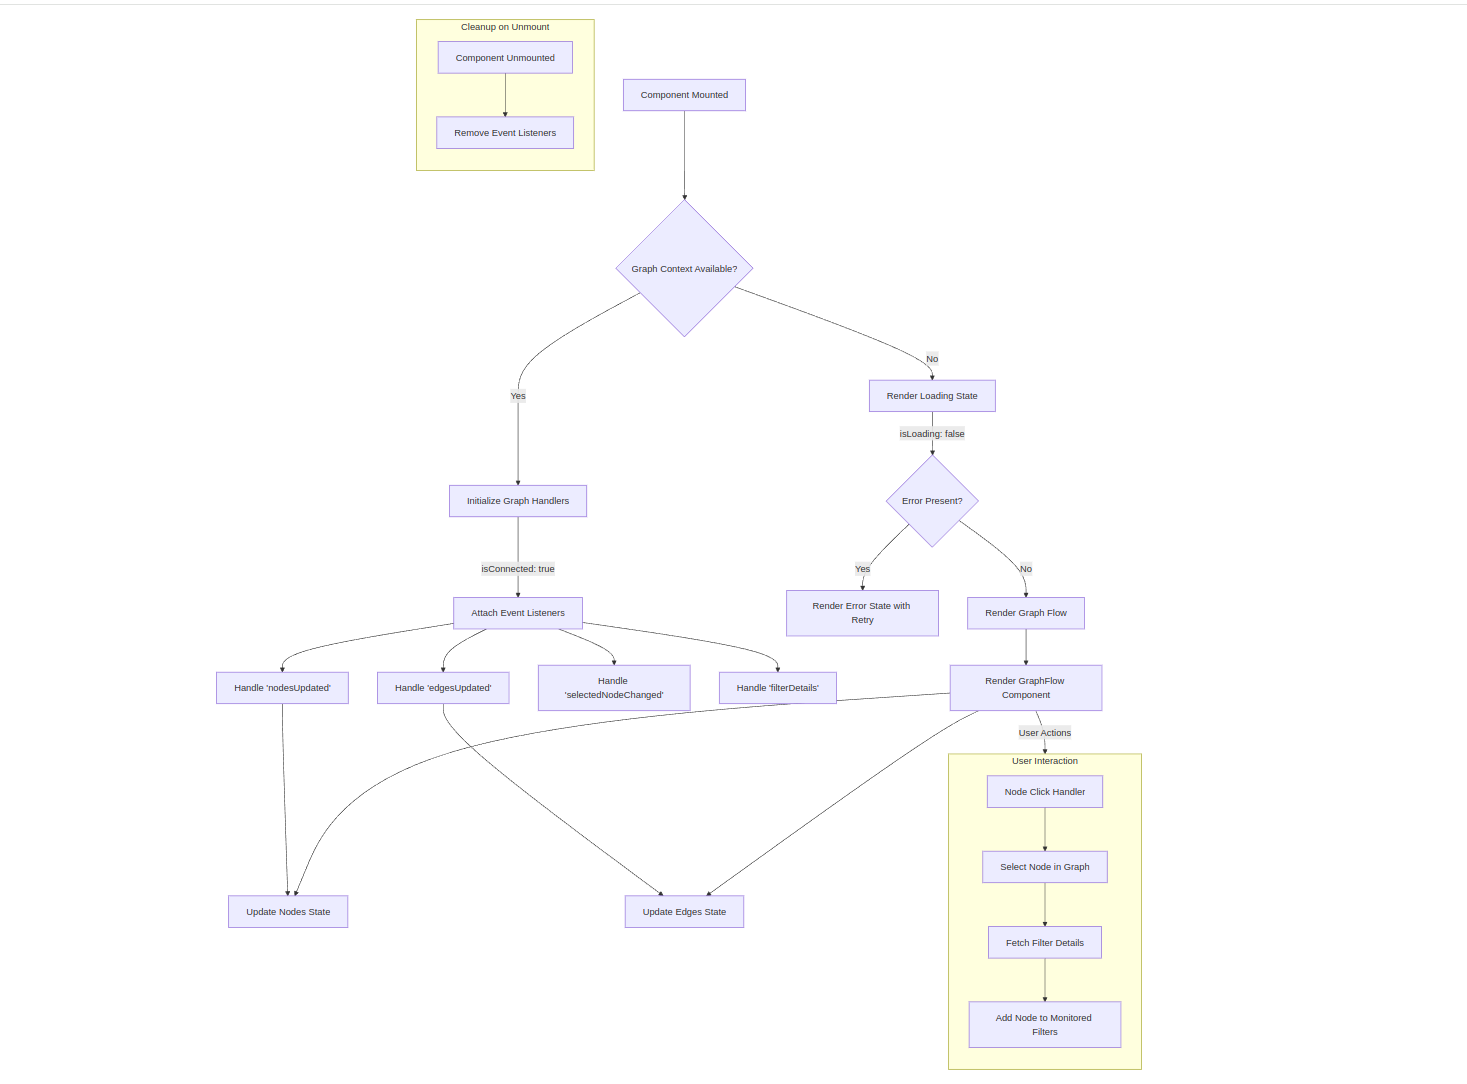 Cleanup on Unmount
Component Unmounted
Remove Event Listeners
Component Mounted
Graph Context Available?
Yes
No
Render Loading State
isLoading: false
Initialize Graph Handlers
Error Present?
isConnected: true
Yes
No
Attach Event Listeners
Render Error State with
Retry
Render Graph Flow
Handle 'nodesUpdated'
Handle 'edgesUpdated'
Handle
'selectedNodeChanged'
Handle 'filterDetails'
Render GraphFlow
Component
User Actions
User Interaction
Node Click Handler
Select Node in Graph
Update Nodes State
Update Edges State
Fetch Filter Details
Add Node to Monitored
Filters